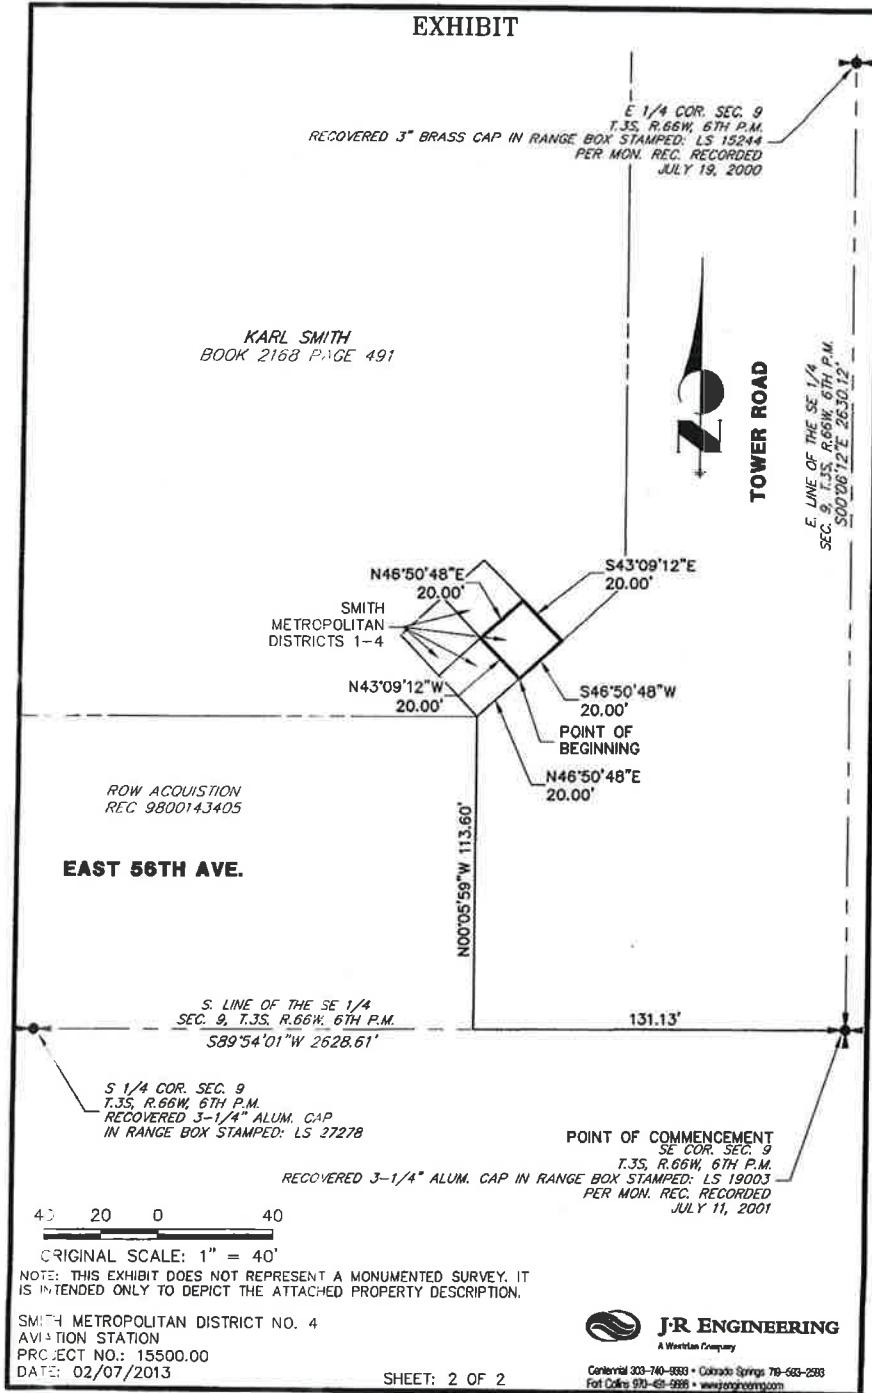 EXHIBIT
E 1/4 COR. SEC. 9
T.3S, R.66W, 6TH P.M.
RECOVERED 3" BRASS CAP IN RANGE BOX STAMPED: LS 15244
PER MON. REC. RECORDED
JULY 19, 2000
KARL SMITH
BOOK 2168 PAGE 491
N
TOWER ROAD
E. LINE OF THE SE 1/4
SEC. 9, T.3S, R.66W, 6TH P.M.
S00°06'12"E 2630.12'
N46°50'48"E
20.00'
S43°09'12"E
20.00'
SMITH
METROPOLITAN
DISTRICTS 1-4
N43°09'12"W
20.00'
S46°50'48"W
20.00'
POINT OF
BEGINNING
N46°50'48"E
20.00'
ROW ACQUISTION
REC 9800143405
EAST 56TH AVE.
N00°05'59"W 113.60'
S. LINE OF THE SE 1/4
SEC. 9, T.3S, R.66W, 6TH P.M.
S89°54'01"W 2628.61'
131.13'
S 1/4 COR. SEC. 9
T.3S, R.66W, 6TH P.M.
RECOVERED 3-1/4" ALUM. CAP
IN RANGE BOX STAMPED: LS 27278
POINT OF COMMENCEMENT
SE COR. SEC. 9
T.3S, R.66W, 6TH P.M.
RECOVERED 3-1/4" ALUM. CAP IN RANGE BOX STAMPED: LS 19003
PER MON. REC. RECORDED
JULY 11, 2001
40 20 0 40
ORIGINAL SCALE: 1" = 40'
NOTE: THIS EXHIBIT DOES NOT REPRESENT A MONUMENTED SURVEY. IT
IS INTENDED ONLY TO DEPICT THE ATTACHED PROPERTY DESCRIPTION.
SMITH METROPOLITAN DISTRICT NO. 4
AVIATION STATION
PROJECT NO.: 15500.00
DATE: 02/07/2013
SHEET: 2 OF 2
J·R ENGINEERING
A Westrian Company
Centennial 303-740-9393 • Colorado Springs 719-593-2593
Fort Collins 970-491-9888 • www.jrengineering.com